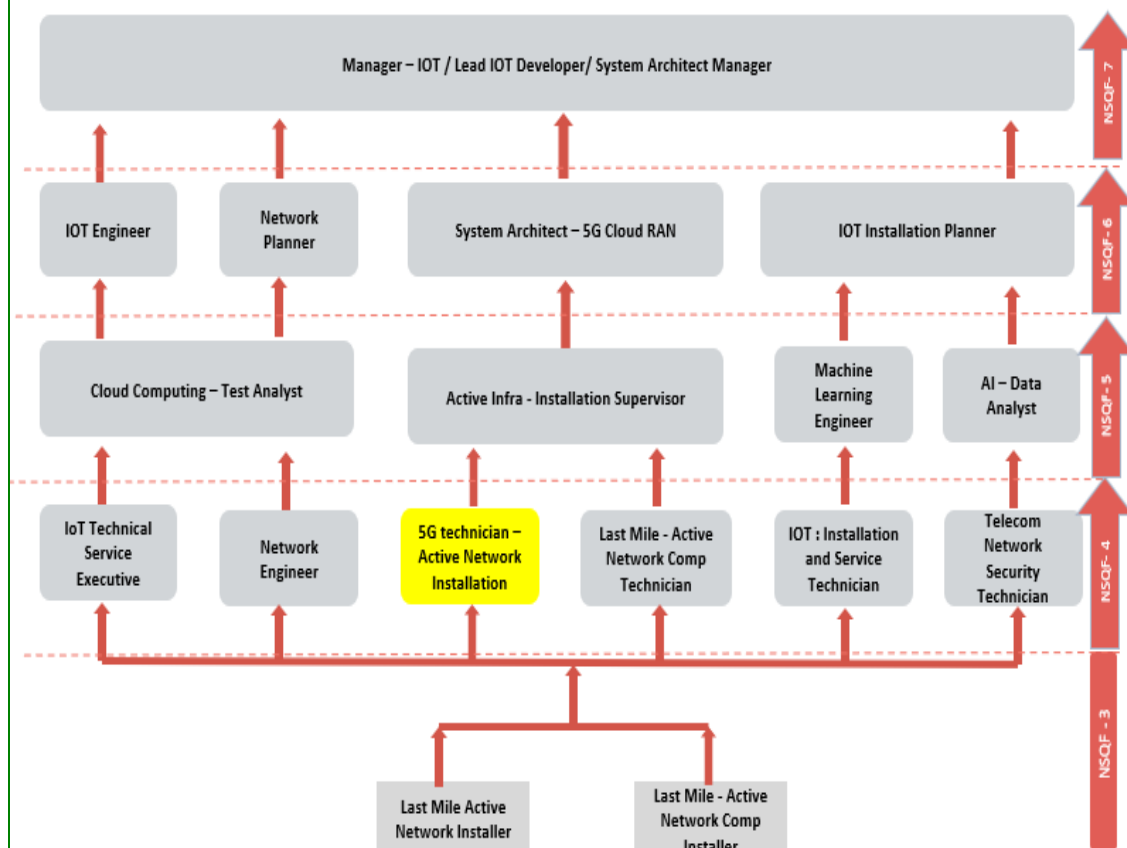 Manager – IOT / Lead IOT Developer/ System Architect Manager
NSQF- 7
IOT Engineer
Network
Planner
System Architect – 5G Cloud RAN
IOT Installation Planner
NSQF- 6
Cloud Computing – Test Analyst
Active Infra - Installation Supervisor
Machine
Learning
Engineer
AI – Data
Analyst
NSQF- 5
IoT Technical
Service
Executive
Network
Engineer
5G technician –
Active Network
Installation
Last Mile - Active
Network Comp
Technician
IOT : Installation
and Service
Technician
Telecom
Network
Security
Technician
NSQF- 4
Last Mile Active
Network Installer
Last Mile - Active
Network Comp
Installer
NSQF - 3